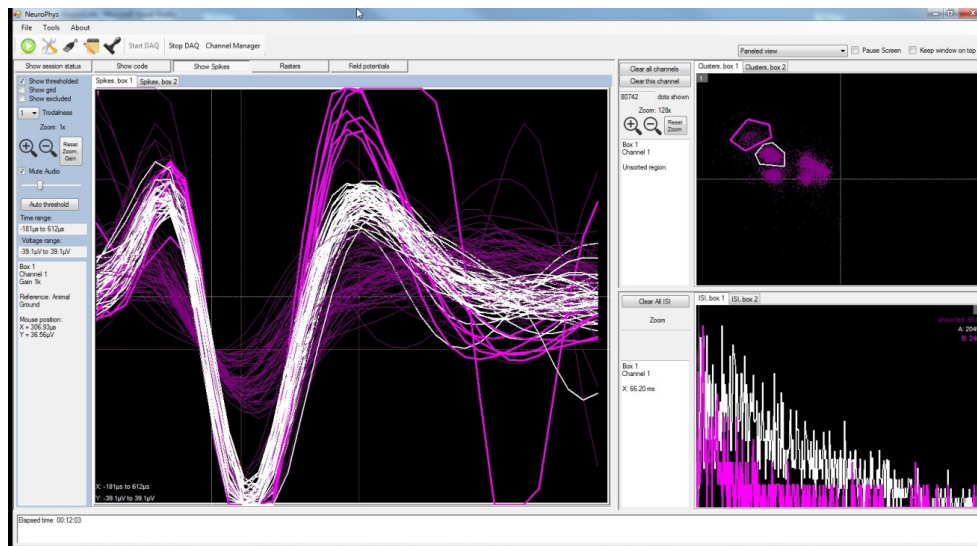 NeuroPhys
File Tools About
Start DAQ Stop DAQ Channel Manager
Paneled view
Pause Screen Keep window on top
Show session status Show code Show Spikes Rasters Field potentials
Show thresholded
Show grid
Show excluded
1 Trodalness
Zoom: 1x
Reset
Zoom,
Gain
Mute Audio
Auto threshold
Time range:
-181µs to 612µs
Voltage range:
-39.1µV to 39.1µV
Box 1
Channel 1
Gain 1k
Reference: Animal
Ground
Mouse position:
X = 306.93µs
Y = 36.56µV
Spikes, box 1 Spikes, box 2
1
X: -181µs to 612µs
Y: -39.1µV to 39.1µV
Clear all channels
Clear this channel
80742 dots shown
Zoom: 128x
Reset
Zoom
Box 1
Channel 1
Unsorted region
Clusters, box 1 Clusters, box 2
1
Clear All ISI
Zoom
Box 1
Channel 1
X: 66.20 ms
ISI, box 1 ISI, box 2
Elapsed time: 00:12:03